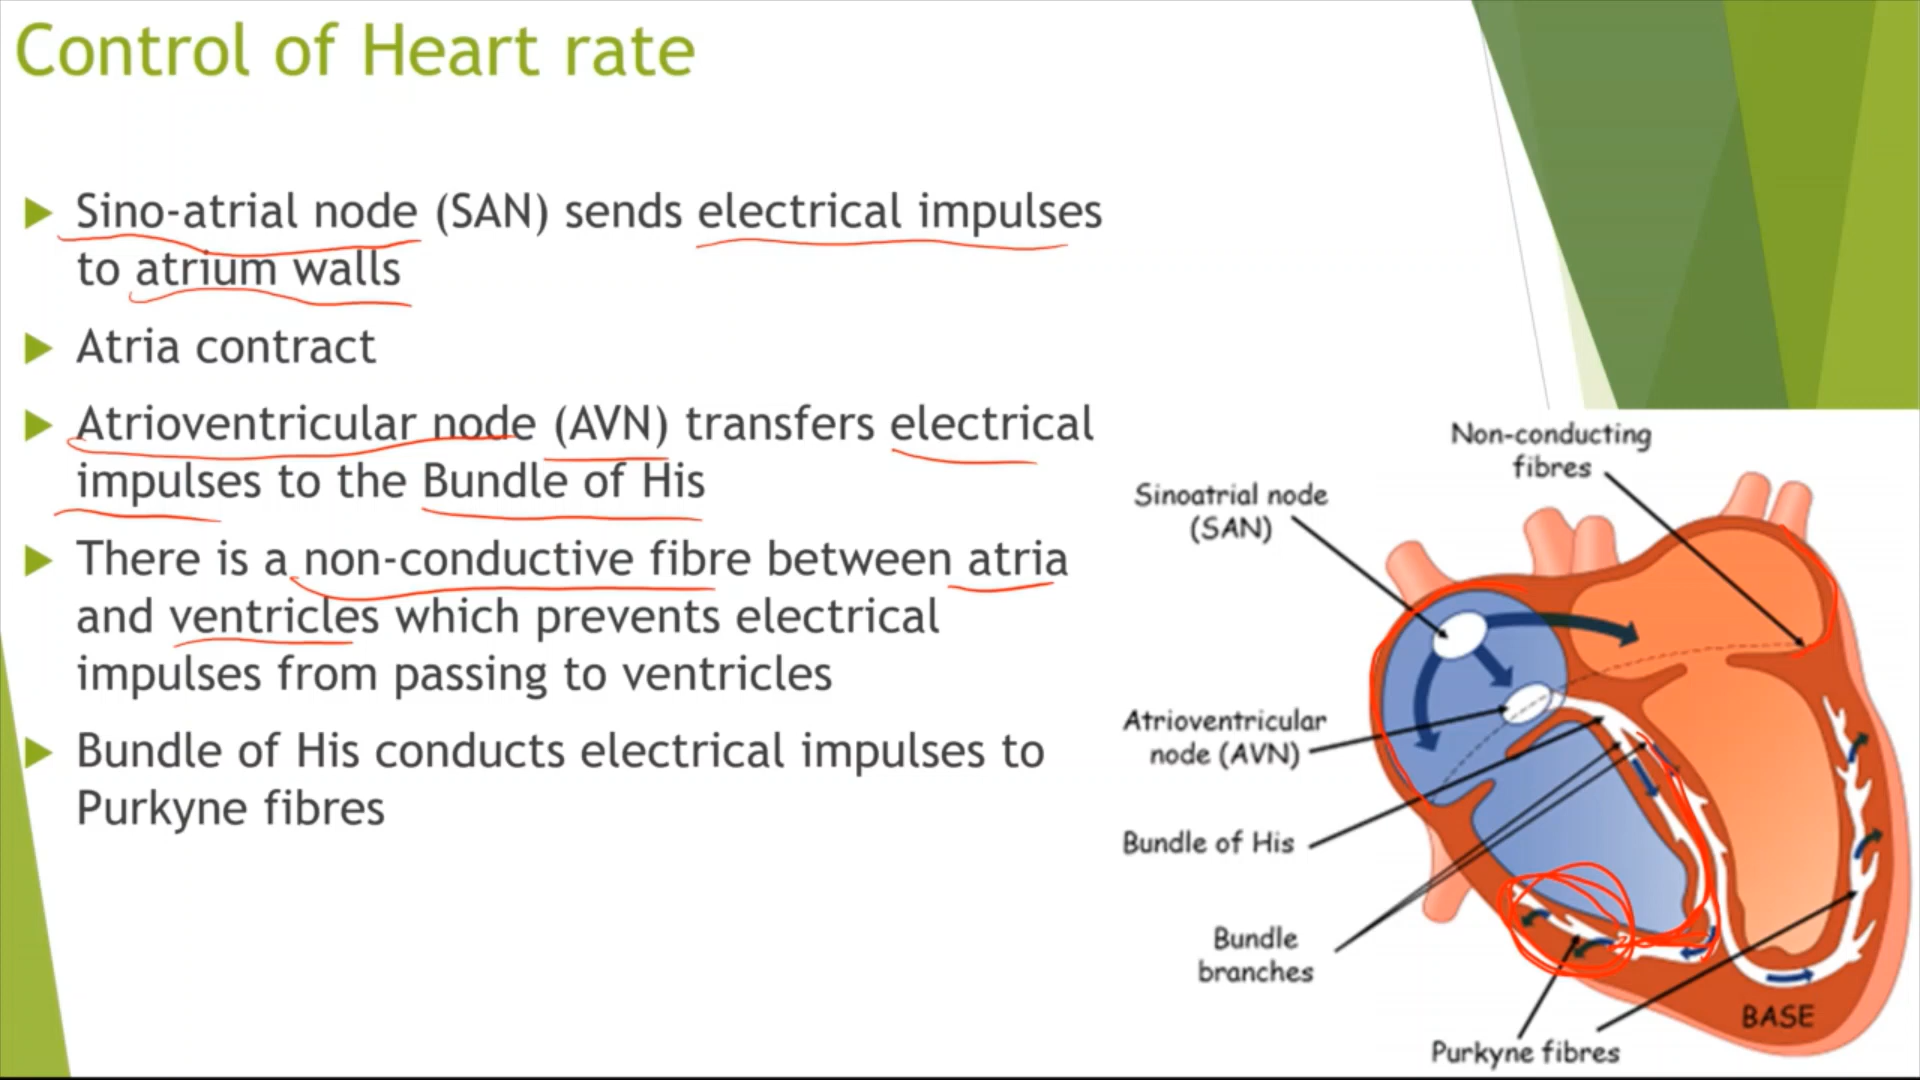 Control of Heart rate
Sino-atrial node (SAN) sends electrical impulses
to atrium walls
Atria contract
Atrioventricular node (AVN) transfers electrical
impulses to the Bundle of His
There is a non-conductive fibre between atria
and ventricles which prevents electrical
impulses from passing to ventricles
Bundle of His conducts electrical impulses to
Purkyne fibres
Non-conducting
fibres
Sinoatrial node
(SAN)
Atrioventricular
node (AVN)
Bundle of His
Bundle
branches
BASE
Purkyne fibres